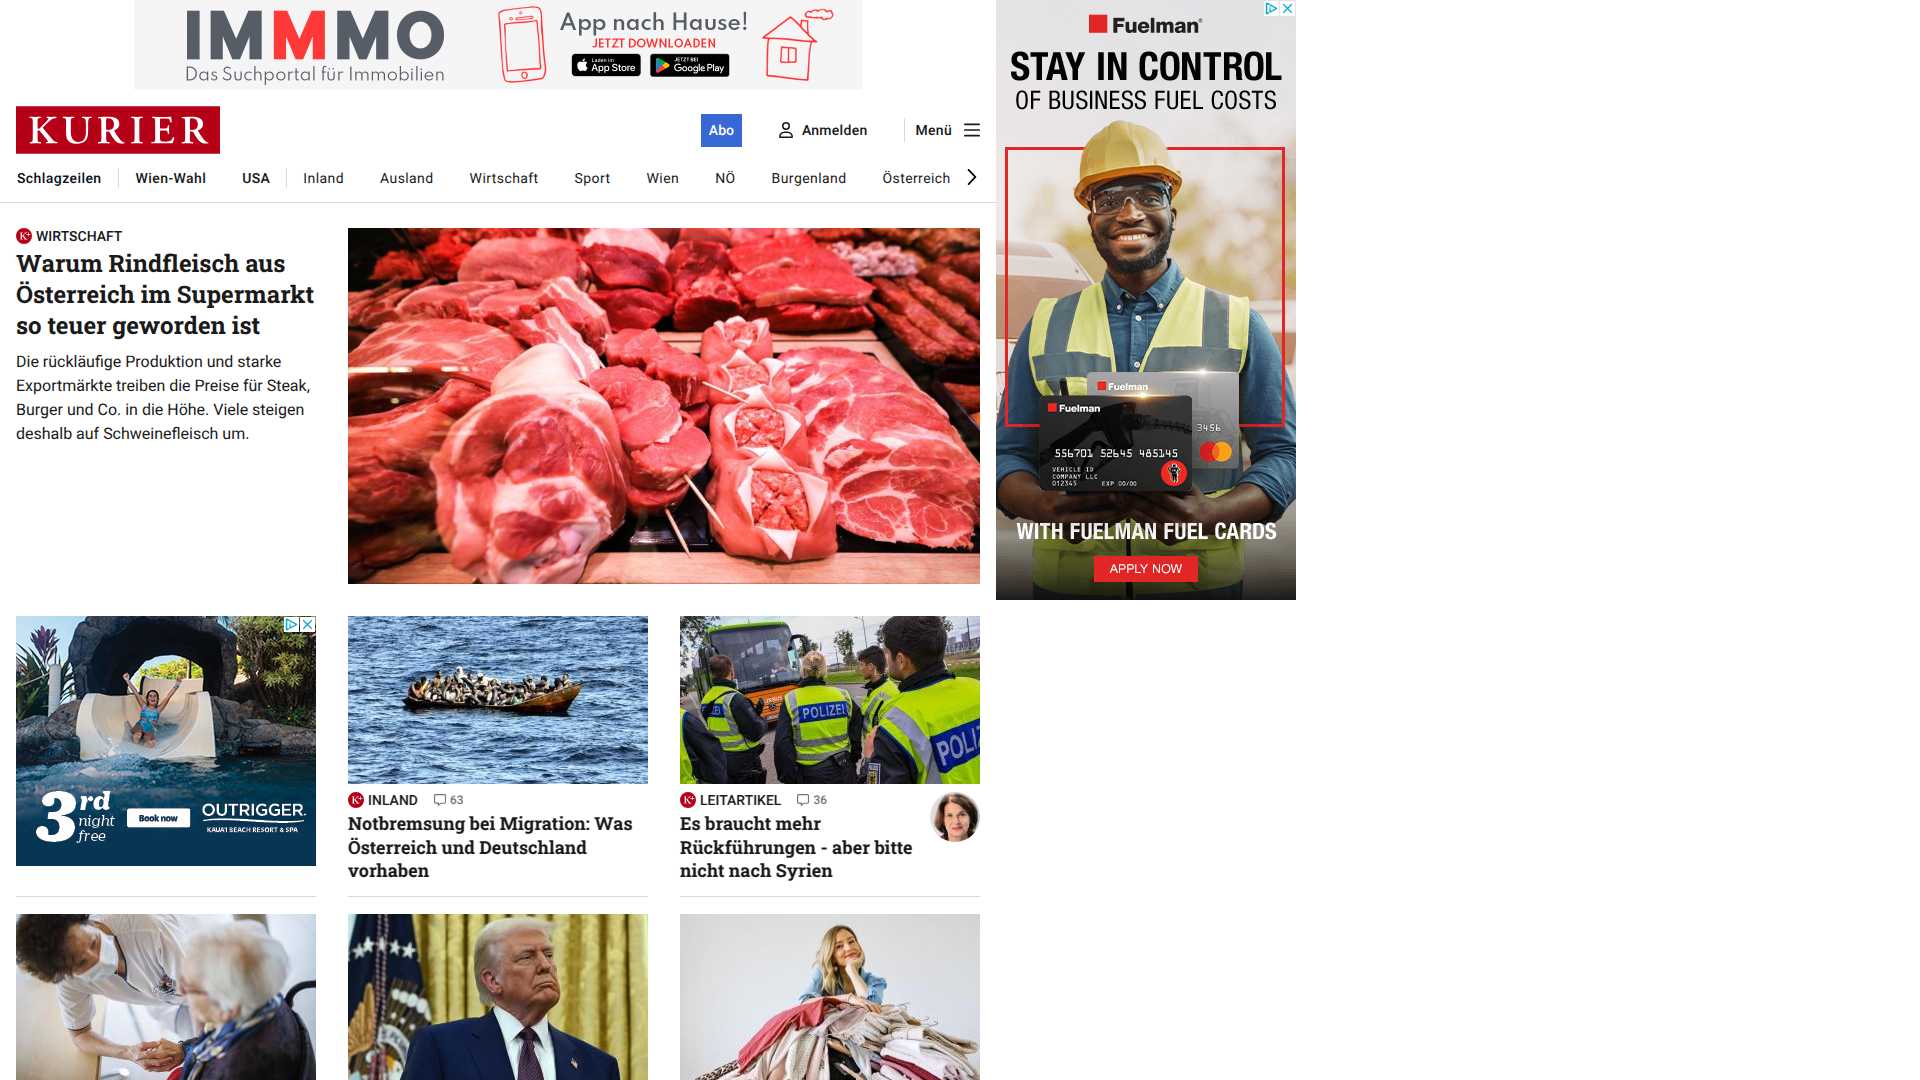 IMMMO
Das Suchportal für Immobilien
App nach Hause!
JETZT DOWNLOADEN
Laden im
App Store
JETZT BEI
Google Play
KURIER
Abo
Anmelden
Menü
Schlagzeilen
Wien-Wahl
USA
Inland
Ausland
Wirtschaft
Sport
Wien
NÖ
Burgenland
Österreich
WIRTSCHAFT
Warum Rindfleisch aus
Österreich im Supermarkt
so teuer geworden ist
Die rückläufige Produktion und starke
Exportmärkte treiben die Preise für Steak,
Burger und Co. in die Höhe. Viele steigen
deshalb auf Schweinefleisch um.
Fuelman
STAY IN CONTROL
OF BUSINESS FUEL COSTS
Fuelman
Fuelman
3456
556701 52645 485145
VEHICLE ID
COMPANY LLC
012345 EXP 00/00
WITH FUELMAN FUEL CARDS
APPLY NOW
3rd
night
free
Book now
OUTRIGGER.
KAUA'I BEACH RESORT & SPA
INLAND 63
Notbremsung bei Migration: Was
Österreich und Deutschland
vorhaben
POLIZEI
POLIZ
LEITARTIKEL 36
Es braucht mehr
Rückführungen - aber bitte
nicht nach Syrien